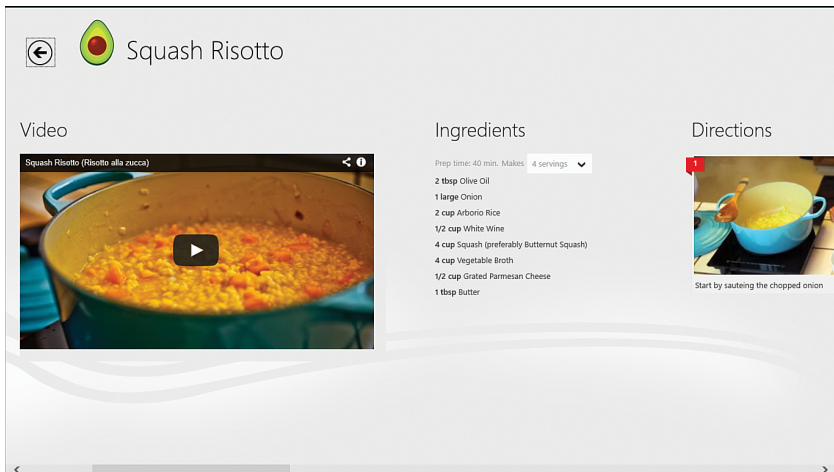 Squash Risotto
Video
Squash Risotto (Risotto alla zucca)
Ingredients
Prep time: 40 min. Makes 4 servings
2 tbsp Olive Oil
1 large Onion
2 cup Arborio Rice
1/2 cup White Wine
4 cup Squash (preferably Butternut Squash)
4 cup Vegetable Broth
1/2 cup Grated Parmesan Cheese
1 tbsp Butter
Directions
1
Start by sauteing the chopped onion